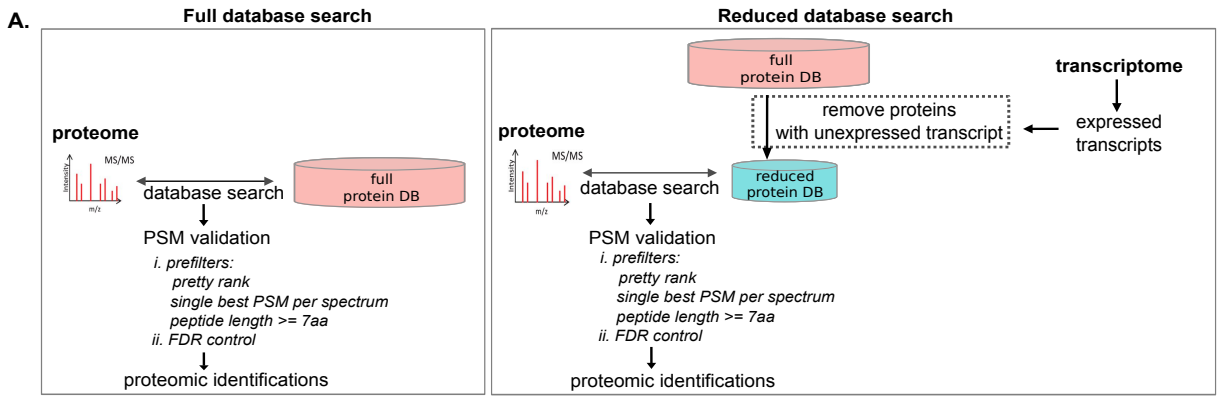 A.
Full database search
proteome
MS/MS
Intensity
m/z
database search
full
protein DB
PSM validation
i. prefilters:
pretty rank
single best PSM per spectrum
peptide length >= 7aa
ii. FDR control
proteomic identifications
Reduced database search
full
protein DB
transcriptome
remove proteins
with unexpressed transcript
expressed
transcripts
proteome
MS/MS
Intensity
m/z
database search
reduced
protein DB
PSM validation
i. prefilters:
pretty rank
single best PSM per spectrum
peptide length >= 7aa
ii. FDR control
proteomic identifications